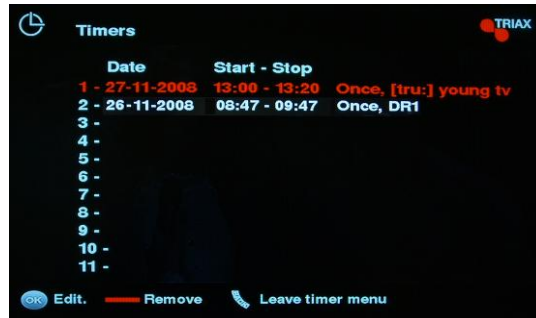 Timers
TRIAX
Date Start - Stop
1 - 27-11-2008 13:00 - 13:20 Once, [tru:] young tv
2 - 26-11-2008 08:47 - 09:47 Once, DR1
3 -
4 -
5 -
6 -
7 -
8 -
9 -
10 -
11 -
OK Edit. Remove Leave timer menu